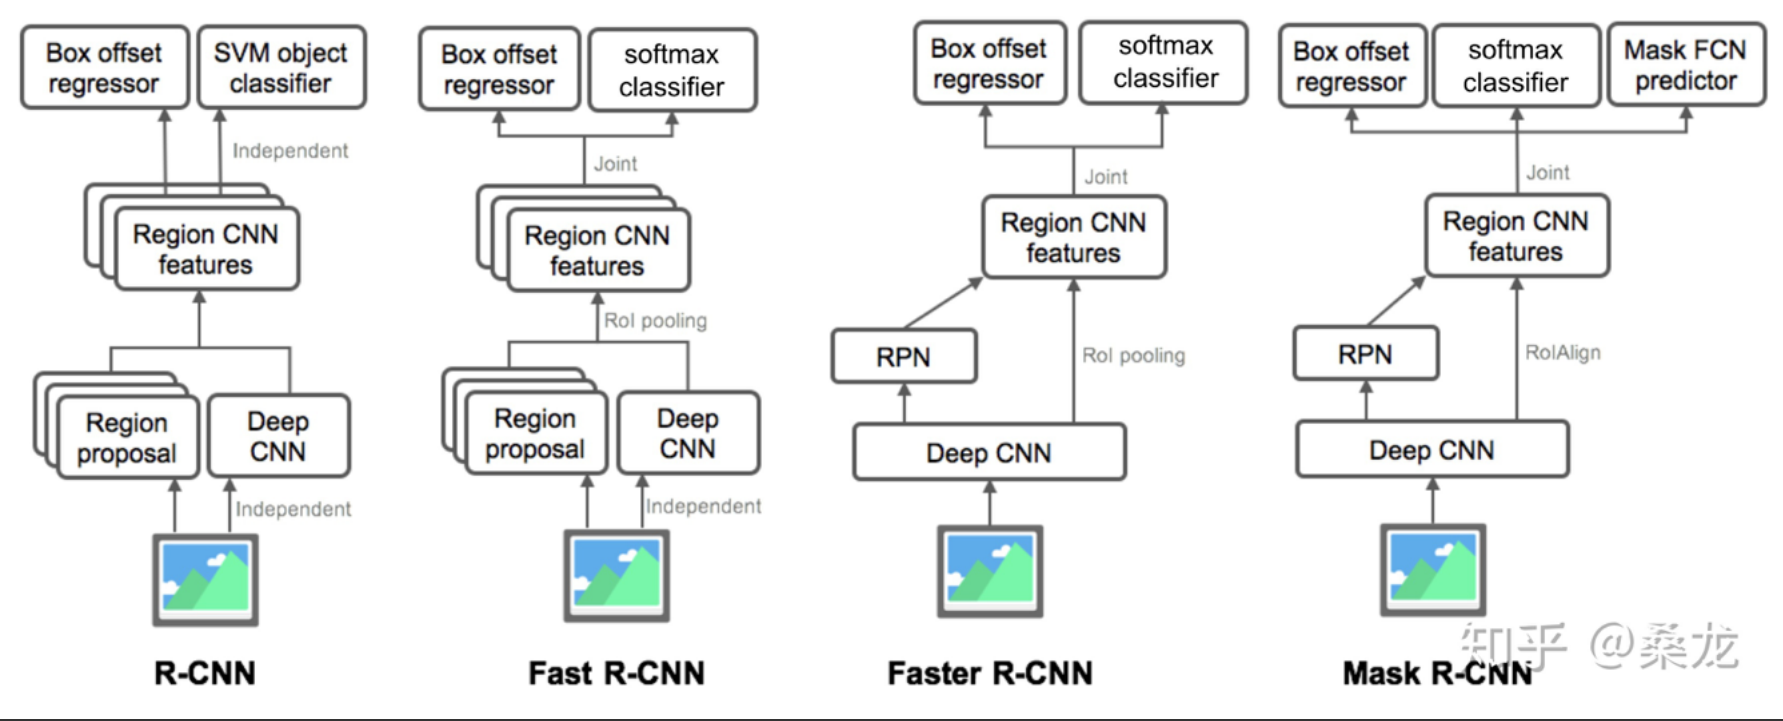 Box offset
regressor
SVM object
classifier
Independent
Region CNN
features
Region
proposal
Deep
CNN
Independent
R-CNN
Box offset
regressor
softmax
classifier
Joint
Region CNN
features
RoI pooling
Region
proposal
Deep
CNN
Independent
Fast R-CNN
Box offset
regressor
softmax
classifier
Joint
Region CNN
features
RPN
RoI pooling
Deep CNN
Faster R-CNN
Box offset
regressor
softmax
classifier
Mask FCN
predictor
Joint
Region CNN
features
RPN
RoIAlign
Deep CNN
Mask R-CNN
知乎 @桑龙